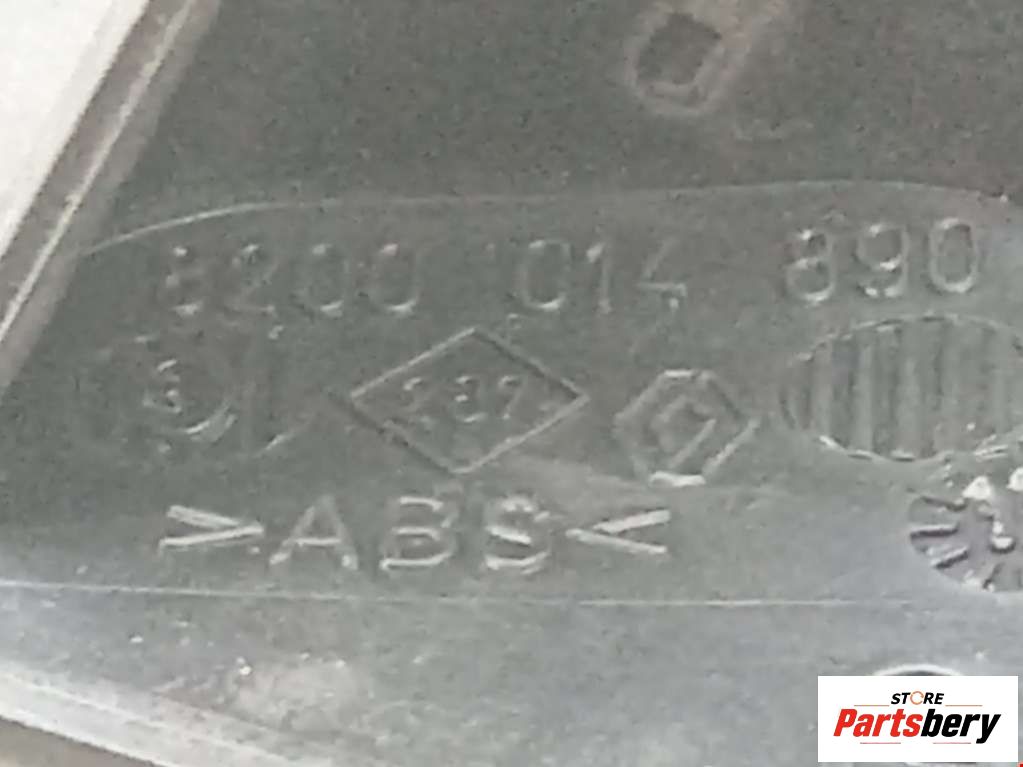 8200 014 890
>ABS<
STORE
Partsbery